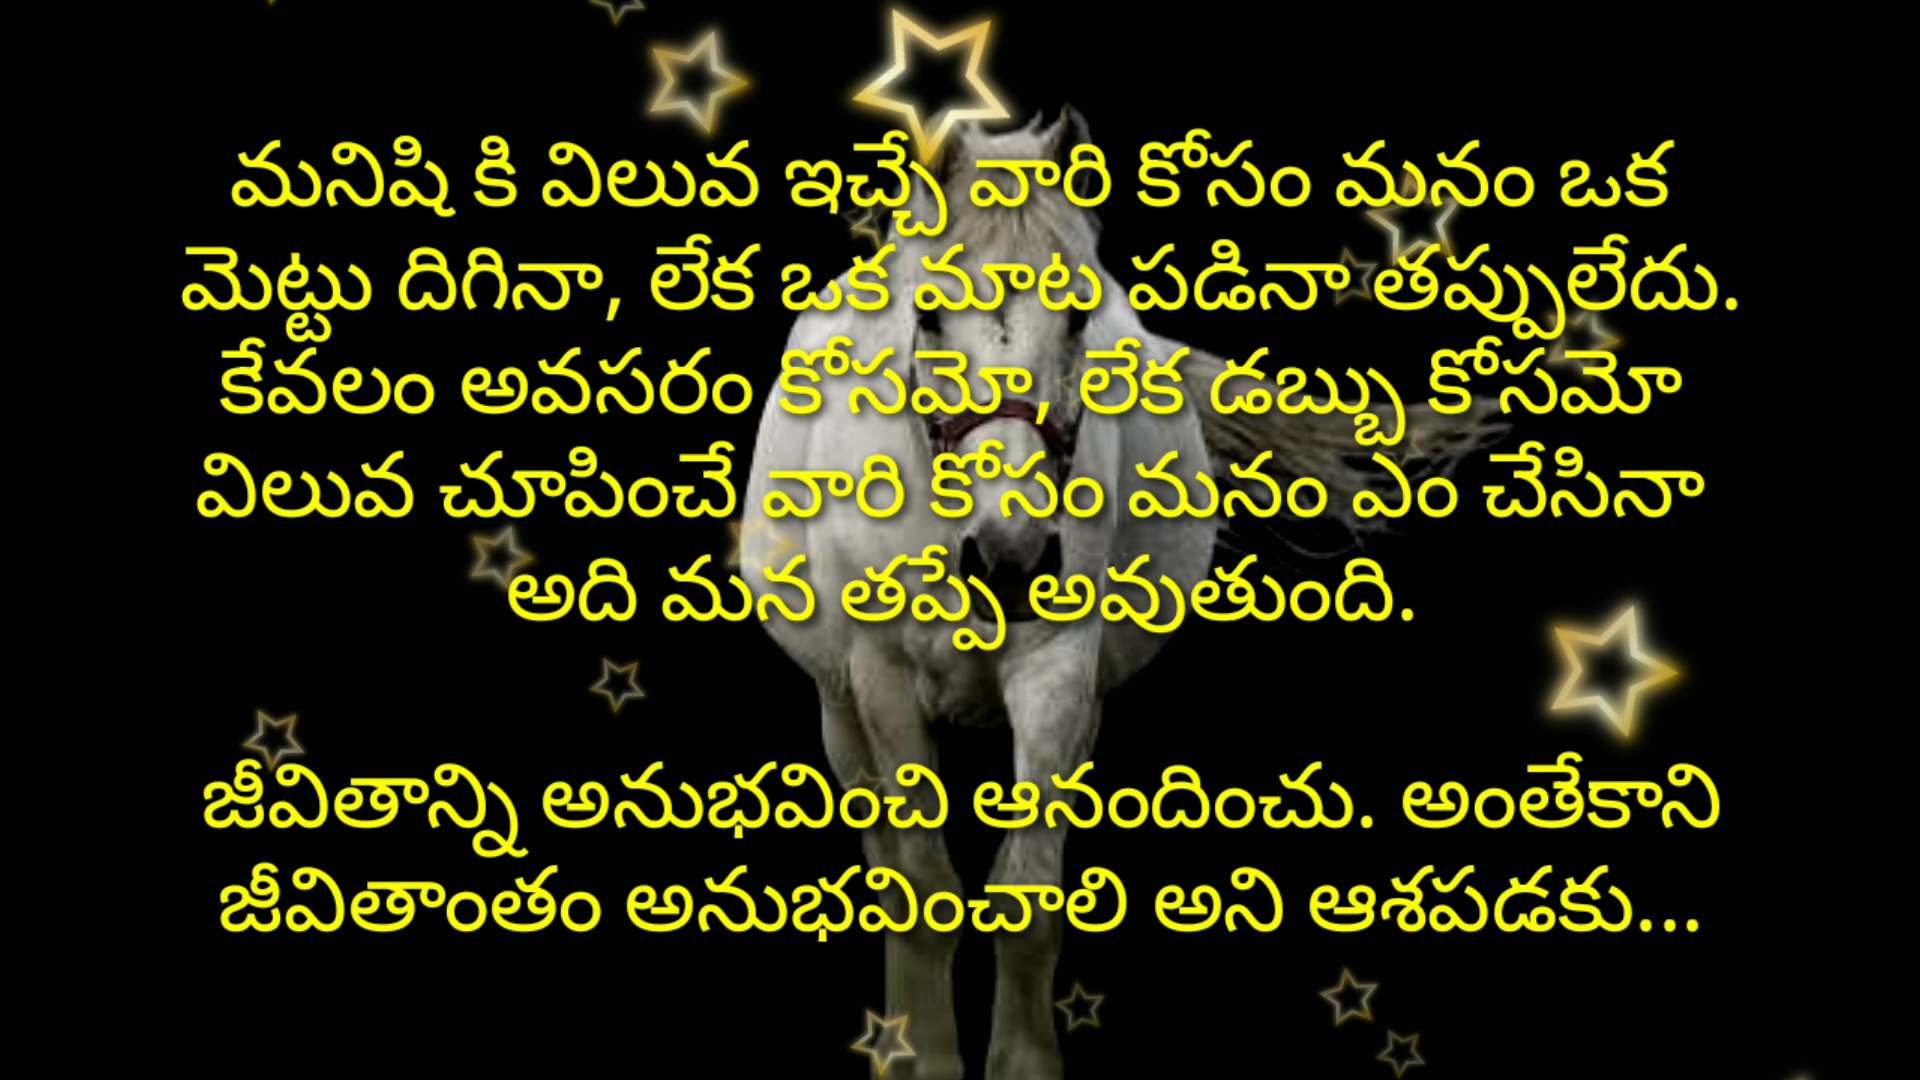 మనిషి కి విలువ ఇచ్చే వారి కోసం మనం ఒక
మెట్టు దిగినా, లేక ఒక మాట పడినా తప్పులేదు.
కేవలం అవసరం కోసమో, లేక డబ్బు కోసమో
విలువ చూపించే వారి కోసం మనం ఎం చేసినా
అది మన తప్పే అవుతుంది.
జీవితాన్ని అనుభవించి ఆనందించు. అంతేకాని
జీవితాంతం అనుభవించాలి అని ఆశపడకు...